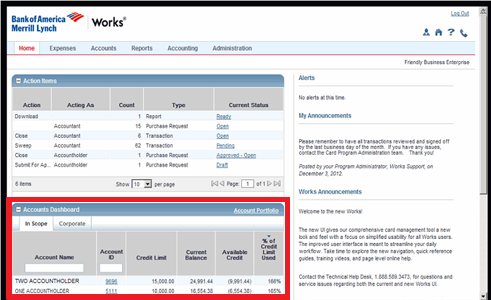 Bank of America
Merrill Lynch
Works®
Log Out
Home Expenses Accounts Reports Accounting Administration
Friendly Business Enterprise
Action Items
Action Acting As Count Type Current Status
Download 1 Report Ready
Accountant 15 Purchase Request Open
Close Accountant 6 Transaction Open
Sweep Accountant 62 Transaction Pending
Close Accountholder 1 Purchase Request Approved - Open
Submit For Ap... Accountholder 1 Purchase Request Draft
6 items Show 10 per page Page: 1 of 1
Accounts Dashboard Account Portfolio
In Scope Corporate
Account Name Account ID Credit Limit Current Balance Available Credit % of Credit Limit Used
TWO ACCOUNTHOLDER 9696 15,000.00 24,991.44 (9,991.44) 166%
ONE ACCOUNTHOLDER 5111 10,000.00 16,554.38 (6,554.38) 165%
Alerts
No alerts at this time.
My Announcements
Please remember to have all transactions reviewed and signed off
by the last business day of the month. If you have any issues,
contact the Card Program Administration team. Thank you!
Posted by your Program Administrator, Works Support, on
December 3, 2012.
Works Announcements
Welcome to the new Works!
The new UI gives our comprehensive card management tool a new
look and feel with a focus on simplified usability for all Works users.
The improved user interface is meant to streamline your daily
workflow. Take time to explore the new navigation, quick reference
guides, training videos, and page level online help.
Contact the Technical Help Desk, 1.888.589.3473, for questions and
service issues regarding both the current and new Works UI.